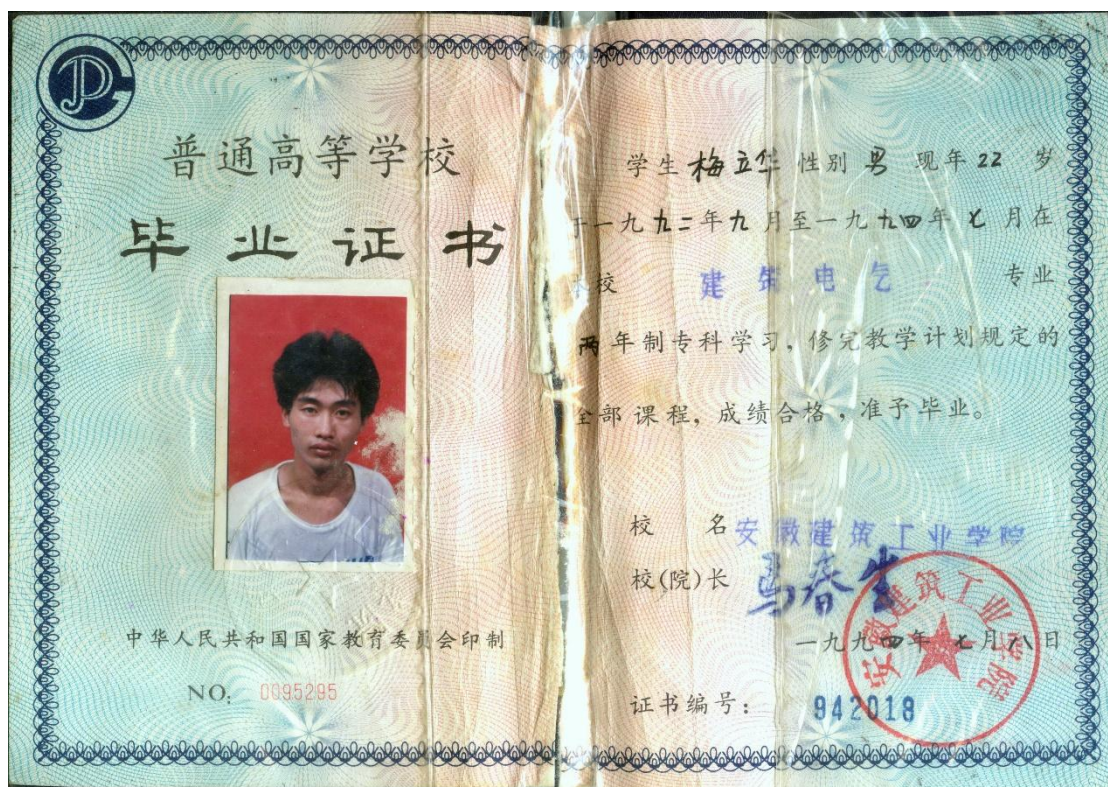 普通高等学校
毕业证书
中华人民共和国国家教育委员会印制
NO: 0095295
学生 梅立华 性别 男 现年 22 岁
于一九九二年九月至一九九四年七月在
校 建筑电气 专业
两年制专科学习，修完教学计划规定的
全部课程，成绩合格，准予毕业。
校 名 安徽建筑工业学院
校(院)长 马春生
一九九四年七月八日
证书编号： 942018
安徽建筑工业学院